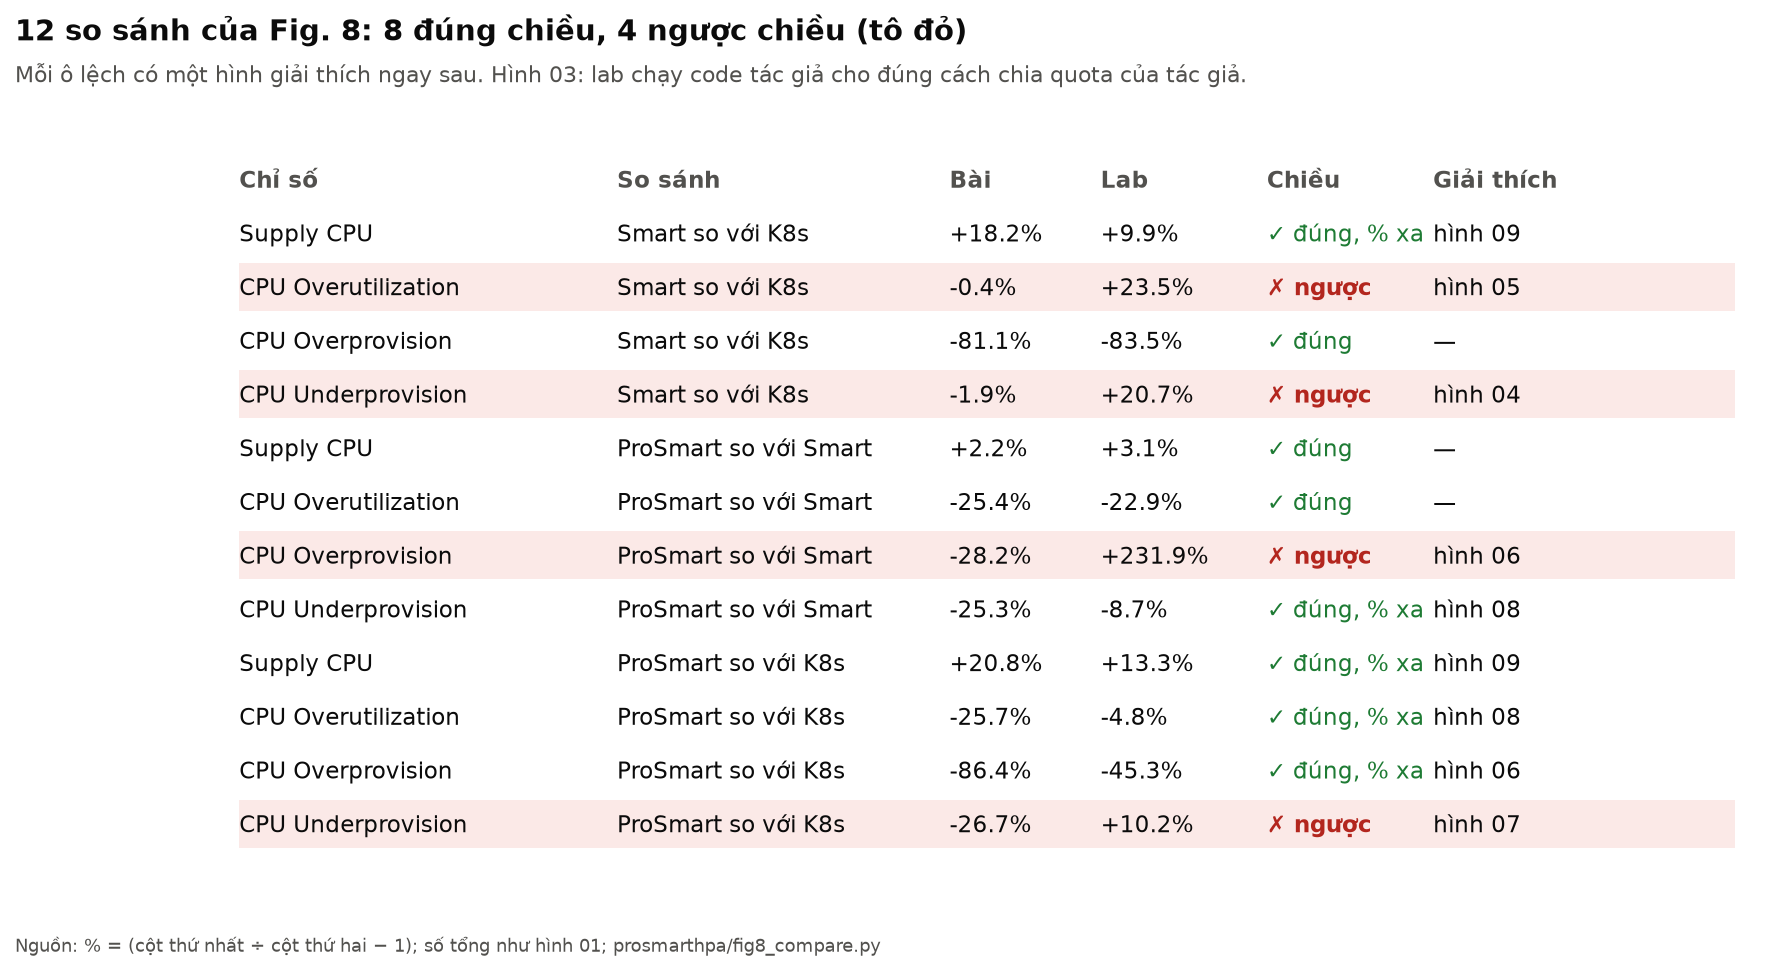 12 so sánh của Fig. 8: 8 đúng chiều, 4 ngược chiều (tô đỏ)
Mỗi ô lệch có một hình giải thích ngay sau. Hình 03: lab chạy code tác giả cho đúng cách chia quota của tác giả.
Chỉ số So sánh Bài Lab Chiều Giải thích
Supply CPU Smart so với K8s +18.2% +9.9% ✓ đúng, % xa hình 09
CPU Overutilization Smart so với K8s -0.4% +23.5% ✗ ngược hình 05
CPU Overprovision Smart so với K8s -81.1% -83.5% ✓ đúng —
CPU Underprovision Smart so với K8s -1.9% +20.7% ✗ ngược hình 04
Supply CPU ProSmart so với Smart +2.2% +3.1% ✓ đúng —
CPU Overutilization ProSmart so với Smart -25.4% -22.9% ✓ đúng —
CPU Overprovision ProSmart so với Smart -28.2% +231.9% ✗ ngược hình 06
CPU Underprovision ProSmart so với Smart -25.3% -8.7% ✓ đúng, % xa hình 08
Supply CPU ProSmart so với K8s +20.8% +13.3% ✓ đúng, % xa hình 09
CPU Overutilization ProSmart so với K8s -25.7% -4.8% ✓ đúng, % xa hình 08
CPU Overprovision ProSmart so với K8s -86.4% -45.3% ✓ đúng, % xa hình 06
CPU Underprovision ProSmart so với K8s -26.7% +10.2% ✗ ngược hình 07
Nguồn: % = (cột thứ nhất ÷ cột thứ hai − 1); số tổng như hình 01; prosmarthpa/fig8_compare.py